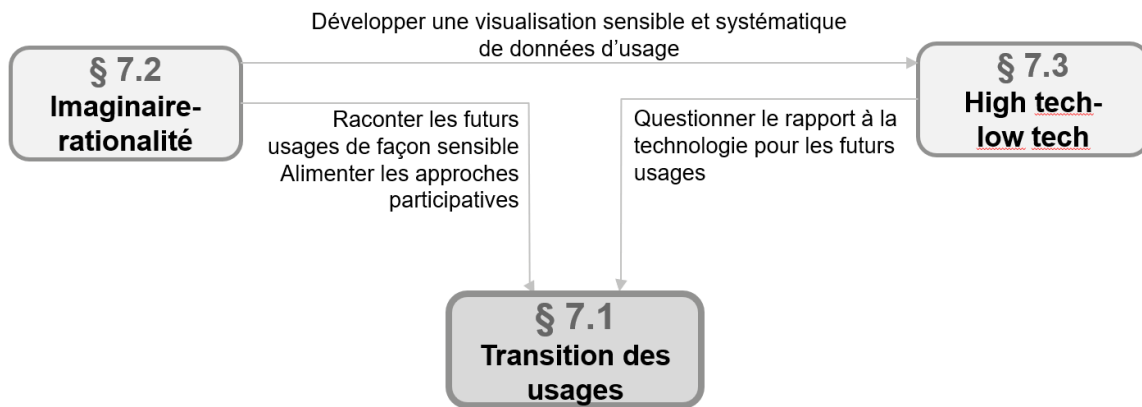 Développer une visualisation sensible et systématique
de données d’usage
§ 7.2
Imaginaire-
rationalité
§ 7.3
High tech-
low tech
Raconter les futurs
usages de façon sensible
Alimenter les approches
participatives
Questionner le rapport à la
technologie pour les futurs
usages
§ 7.1
Transition des
usages